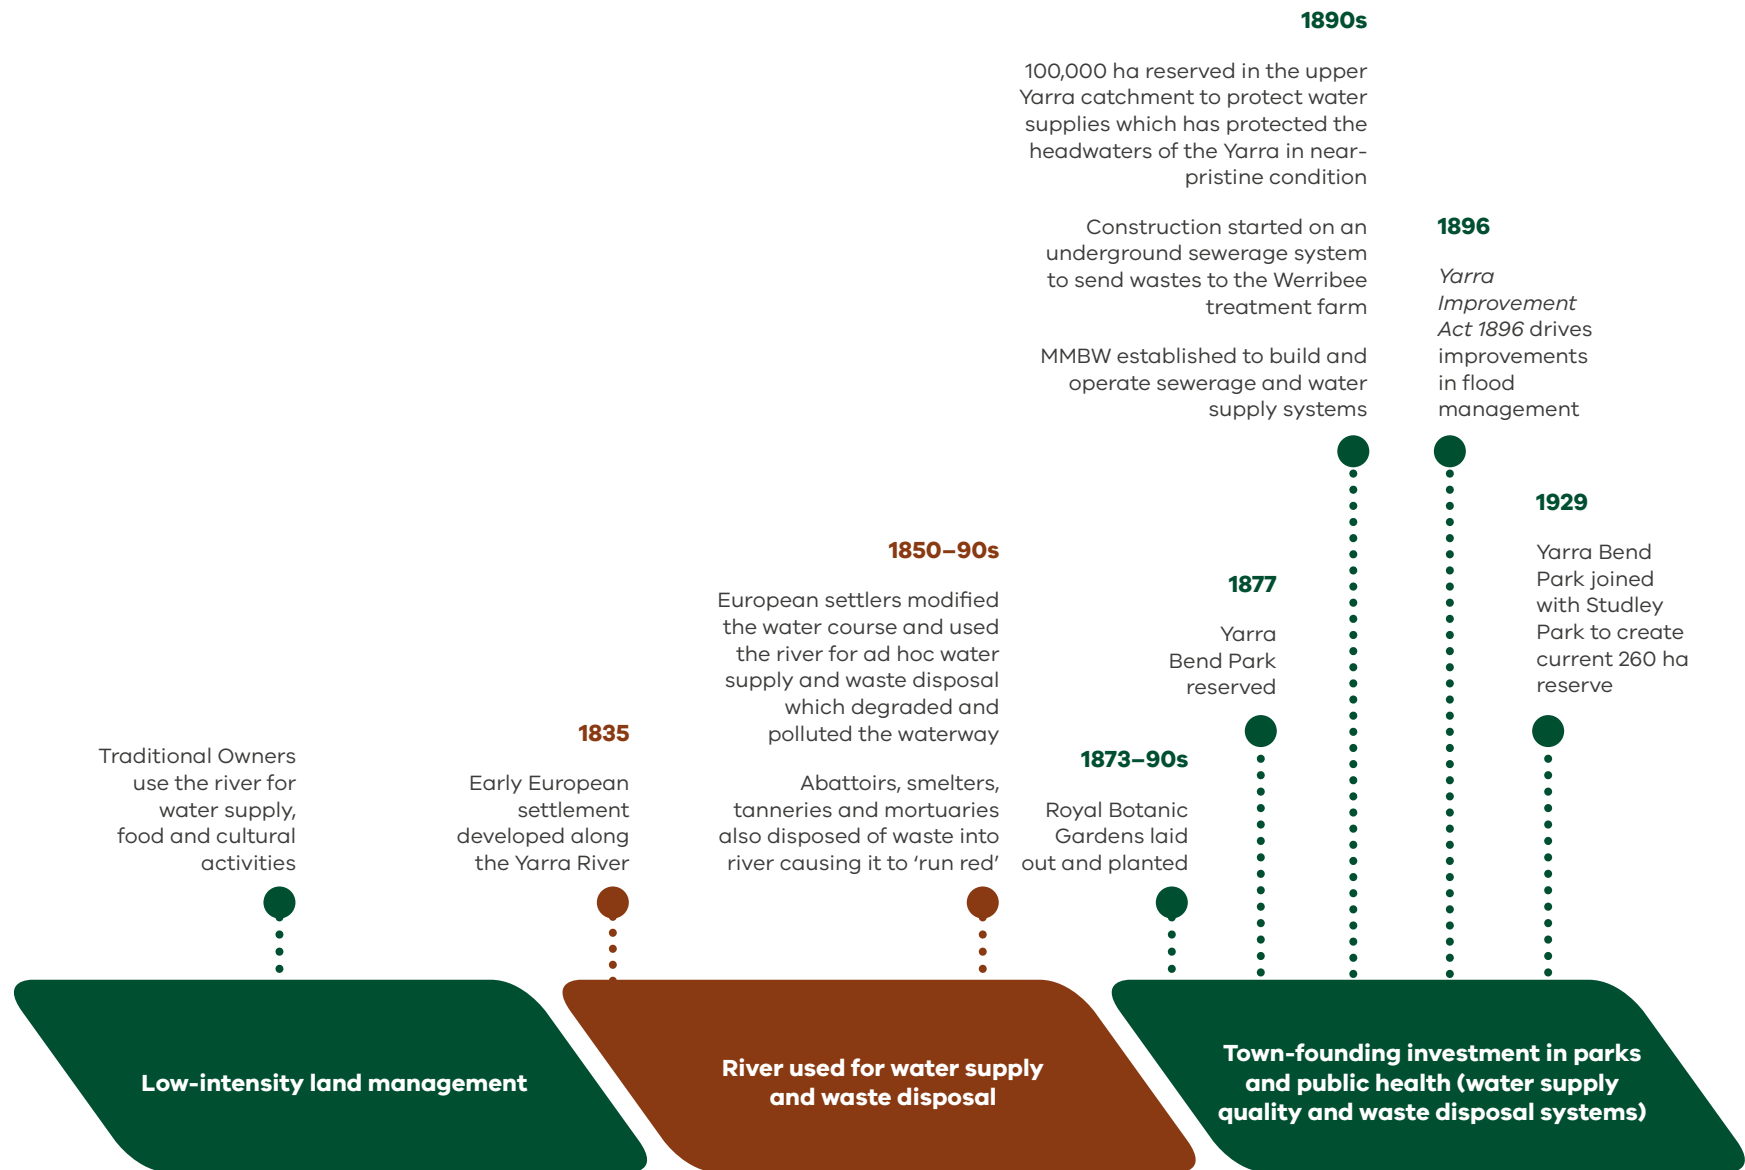 Traditional Owners
use the river for
water supply,
food and cultural
activities
1835
Early European
settlement
developed along
the Yarra River
1850–90s
European settlers modified
the water course and used
the river for ad hoc water
supply and waste disposal
which degraded and
polluted the waterway
Abattoirs, smelters,
tanneries and mortuaries
also disposed of waste into
river causing it to ‘run red’
1873–90s
Royal Botanic
Gardens laid
out and planted
1877
Yarra
Bend Park
reserved
1890s
100,000 ha reserved in the upper
Yarra catchment to protect water
supplies which has protected the
headwaters of the Yarra in near-
pristine condition
Construction started on an
underground sewerage system
to send wastes to the Werribee
treatment farm
MMBW established to build and
operate sewerage and water
supply systems
1896
Yarra
Improvement
Act 1896 drives
improvements
in flood
management
1929
Yarra Bend
Park joined
with Studley
Park to create
current 260 ha
reserve
Low-intensity land management
River used for water supply
and waste disposal
Town-founding investment in parks
and public health (water supply
quality and waste disposal systems)